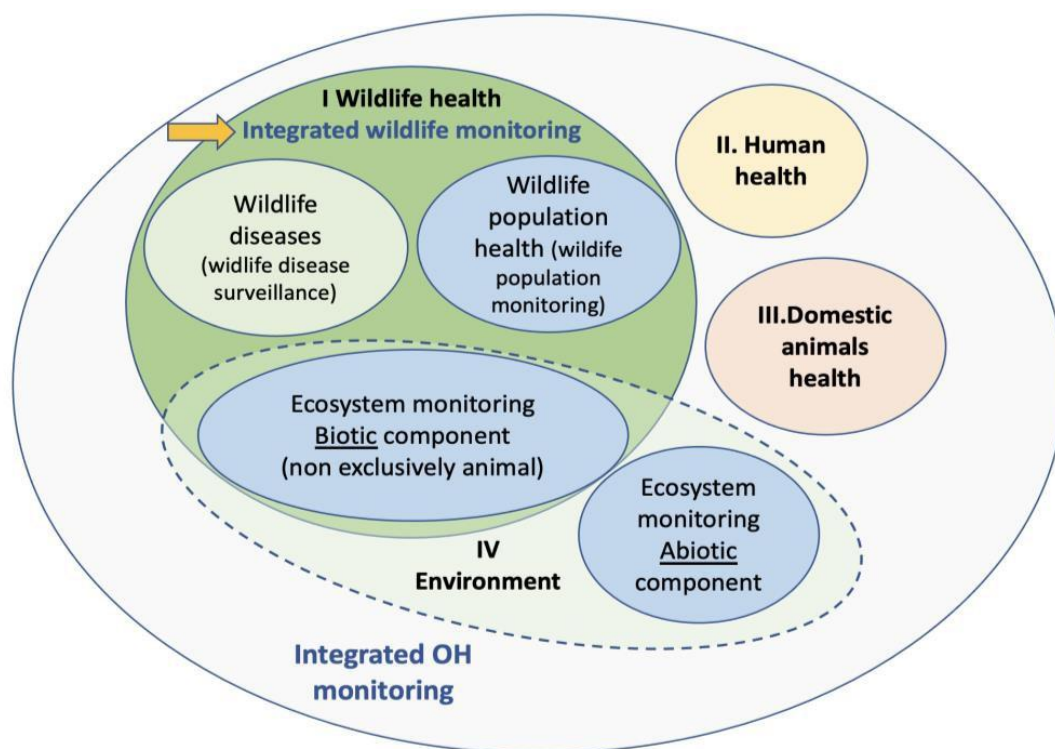 I Wildlife health
Integrated wildlife monitoring
Wildlife
diseases
(widlife disease
surveillance)
Wildlife
population
health (wildife
population
monitoring)
II. Human
health
III.Domestic
animals
health
Ecosystem monitoring
Biotic component
(non exclusively animal)
Ecosystem
monitoring
Abiotic
component
IV
Environment
Integrated OH
monitoring